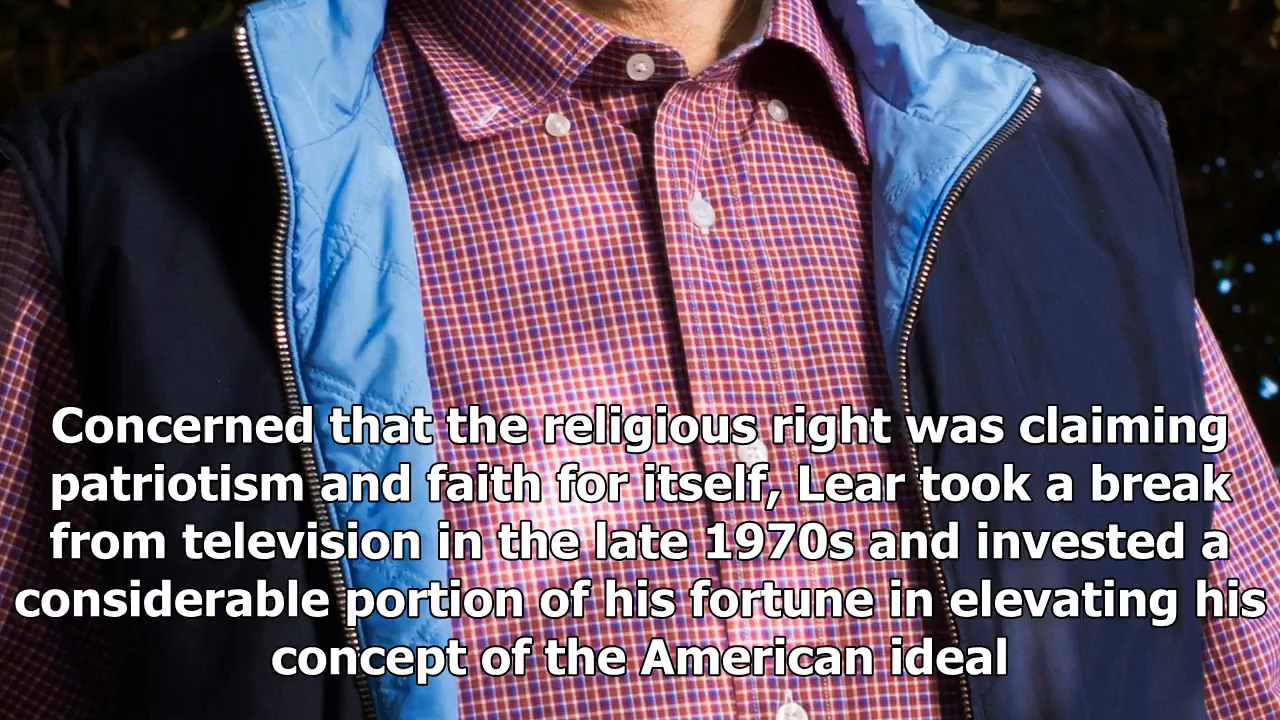 Concerned that the religious right was claiming
patriotism and faith for itself, Lear took a break
from television in the late 1970s and invested a
considerable portion of his fortune in elevating his
concept of the American ideal